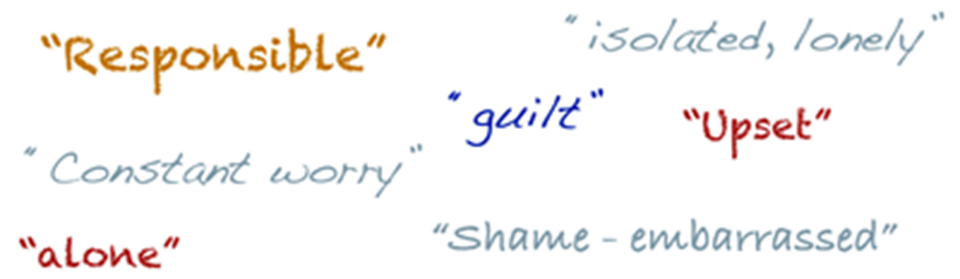 “Responsible”
“isolated, lonely”
“guilt”
“Upset”
“Constant worry”
“alone”
“Shame - embarrassed”